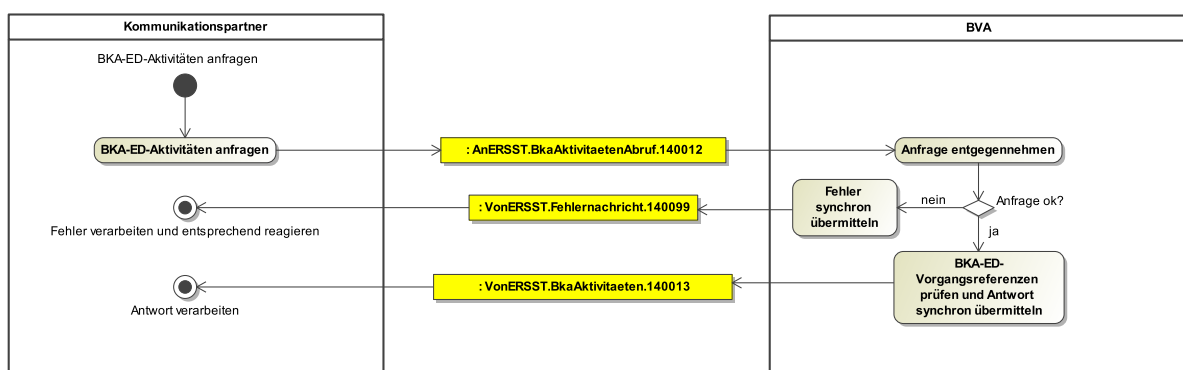 Kommunikationspartner
BVA
BKA-ED-Aktivitäten anfragen
BKA-ED-Aktivitäten anfragen
: AnERSST.BkaAktivitaetenAbruf.140012
Anfrage entgegennehmen
Anfrage ok?
nein
Fehler
synchron
übermitteln
: VonERSST.Fehlernachricht.140099
Fehler verarbeiten und entsprechend reagieren
ja
BKA-ED-
Vorgangsreferenzen
prüfen und Antwort
synchron übermitteln
: VonERSST.BkaAktivitaeten.140013
Antwort verarbeiten